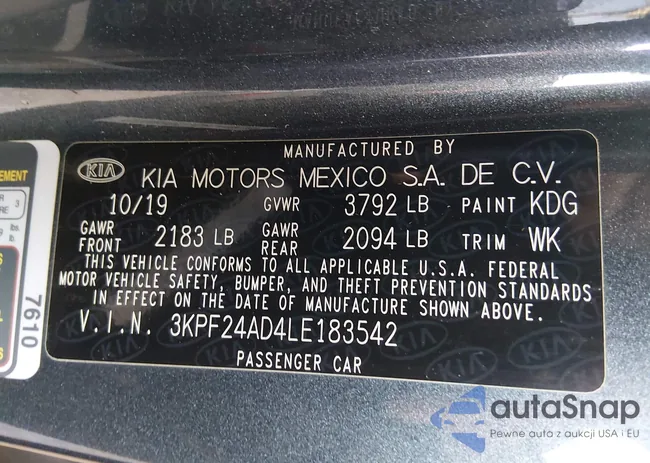 MANUFACTURED BY
KIA KIA MOTORS MEXICO S.A. DE C.V.
10/19 GVWR 3792 LB PAINT KDG
GAWR FRONT 2183 LB GAWR REAR 2094 LB TRIM WK
THIS VEHICLE CONFORMS TO ALL APPLICABLE U.S.A. FEDERAL
MOTOR VEHICLE SAFETY, BUMPER, AND THEFT PREVENTION STANDARDS
IN EFFECT ON THE DATE OF MANUFACTURE SHOWN ABOVE.
V.I.N. 3KPF24AD4LE183542
PASSENGER CAR
7610
autaSnap
Pewne auta z aukcji USA i EU